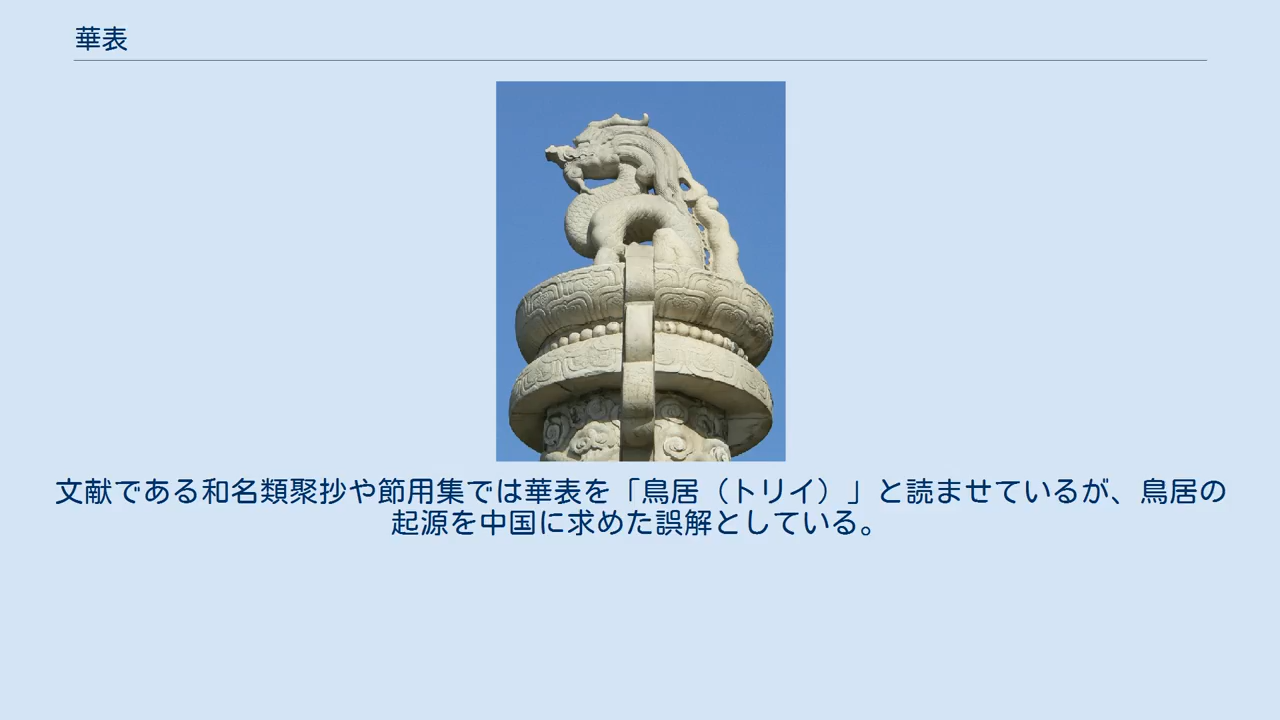 華表
文献である和名類聚抄や節用集では華表を「鳥居（トリイ）」と読ませているが、鳥居の
起源を中国に求めた誤解としている。